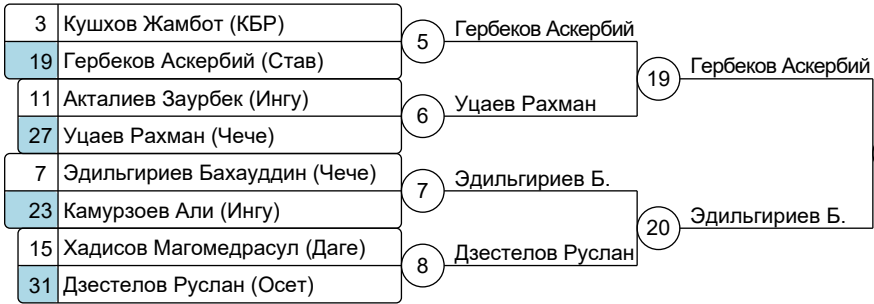 3 Кушхов Жамбот (КБР)
19 Гербеков Аскербий (Став)
11 Акталиев Заурбек (Ингу)
27 Уцаев Рахман (Чече)
7 Эдильгириев Бахауддин (Чече)
23 Камурзоев Али (Ингу)
15 Хадисов Магомедрасул (Даге)
31 Дзестелов Руслан (Осет)
5 Гербеков Аскербий
6 Уцаев Рахман
7 Эдильгириев Б.
8 Дзестелов Руслан
19 Гербеков Аскербий
20 Эдильгириев Б.